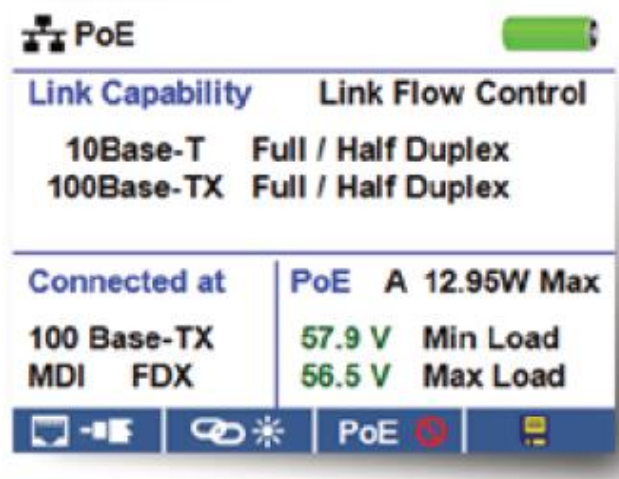 PoE
Link Capability Link Flow Control
10Base-T Full / Half Duplex
100Base-TX Full / Half Duplex
Connected at
100 Base-TX
MDI FDX
PoE A 12.95W Max
57.9 V Min Load
56.5 V Max Load
PoE